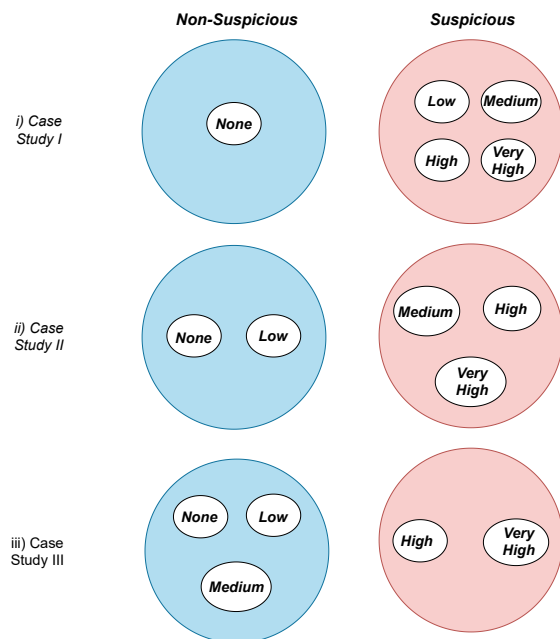 Non-Suspicious
Suspicious
i) Case
Study I
None
Low
Medium
High
Very
High
ii) Case
Study II
None
Low
Medium
High
Very
High
iii) Case
Study III
None
Low
Medium
High
Very
High